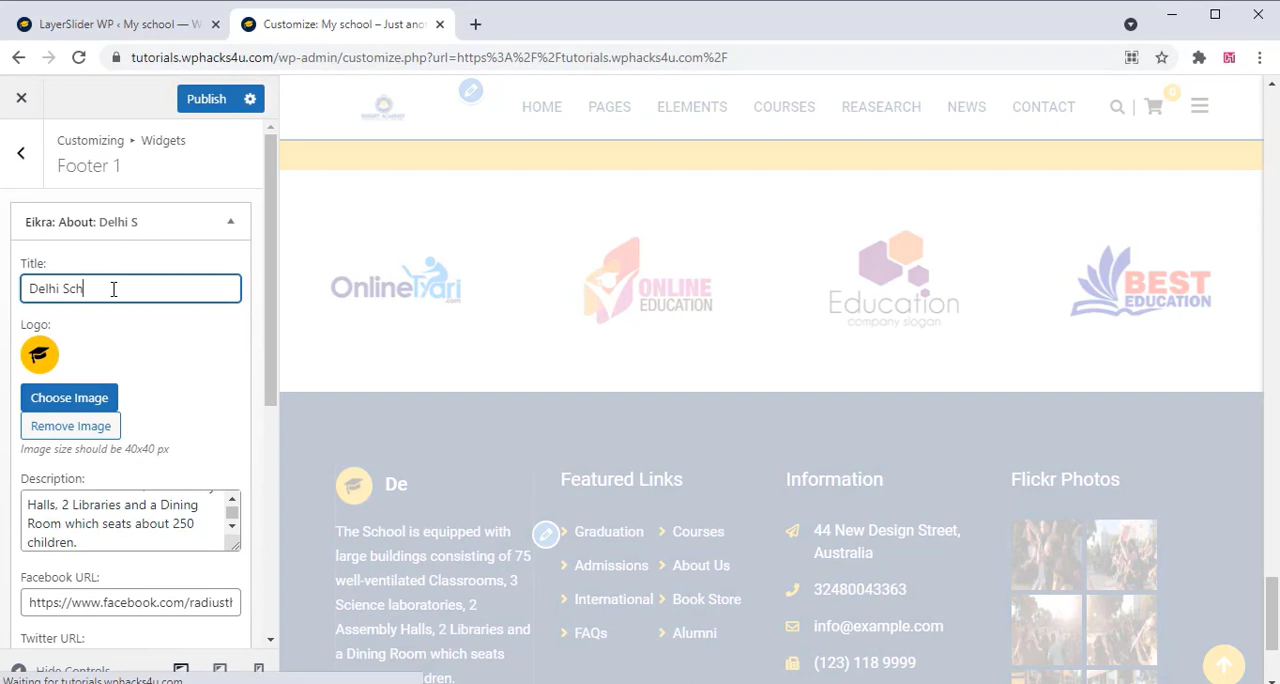 LayerSlider WP ‹ My school — W
Customize: My school – Just ano
tutorials.wphacks4u.com/wp-admin/customize.php?url=https%3A%2F%2Ftutorials.wphacks4u.com%2F
Publish
Customizing ▸ Widgets
Footer 1
Eikra: About: Delhi S
Title:
Delhi Sch
Logo:
Choose Image
Remove Image
Image size should be 40x40 px
Description:
Halls, 2 Libraries and a Dining
Room which seats about 250
children.
Facebook URL:
https://www.facebook.com/radiustl
Twitter URL:
Hide Controls
Waiting for tutorials.wphacks4u.com...
HOME PAGES ELEMENTS COURSES REASEARCH NEWS CONTACT
0
Education
company slogan
ONLINE
EDUCATION
BEST
EDUCATION
De
The School is equipped with
large buildings consisting of 75
well-ventilated Classrooms, 3
Science laboratories, 2
Assembly Halls, 2 Libraries and
a Dining Room which seats
Featured Links
Graduation Courses
Admissions About Us
International Book Store
FAQs Alumni
Information
44 New Design Street,
Australia
32480043363
info@example.com
(123) 118 9999
Flickr Photos